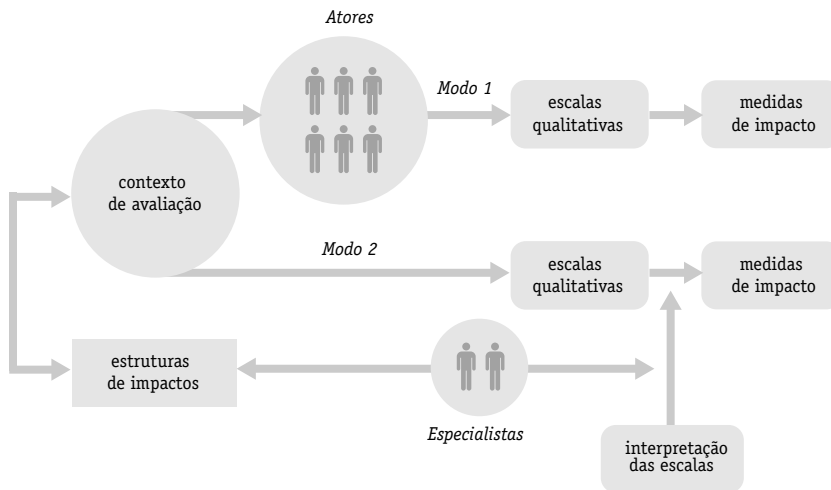 Atores
Modo 1
escalas
qualitativas
medidas
de impacto
contexto
de avaliação
Modo 2
escalas
qualitativas
medidas
de impacto
estruturas
de impactos
Especialistas
interpretação
das escalas